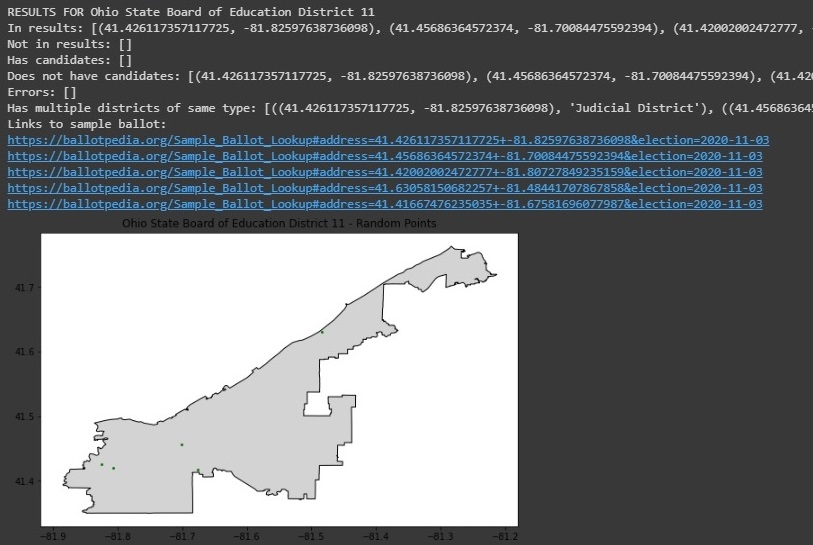 RESULTS FOR Ohio State Board of Education District 11
In results: [(41.426117357117725, -81.82597638736098), (41.45686364572374, -81.70084475592394), (41.42002002472777, -
Not in results: []
Has candidates: []
Does not have candidates: [(41.426117357117725, -81.82597638736098), (41.45686364572374, -81.70084475592394), (41.420
Errors: []
Has multiple districts of same type: [((41.426117357117725, -81.82597638736098), 'Judicial District'), ((41.4568645
Links to sample ballot:
https://ballotpedia.org/Sample_Ballot_Lookup#address=41.426117357117725+-81.82597638736098&election=2020-11-03
https://ballotpedia.org/Sample_Ballot_Lookup#address=41.45686364572374+-81.70084475592394&election=2020-11-03
https://ballotpedia.org/Sample_Ballot_Lookup#address=41.42002002472777+-81.80727849235159&election=2020-11-03
https://ballotpedia.org/Sample_Ballot_Lookup#address=41.63058150682257+-81.48441707867858&election=2020-11-03
https://ballotpedia.org/Sample_Ballot_Lookup#address=41.41667476235035+-81.67581696077987&election=2020-11-03
Ohio State Board of Education District 11 - Random Points
41.7
41.6
41.5
41.4
−81.9 −81.8 −81.7 −81.6 −81.5 −81.4 −81.3 −81.2